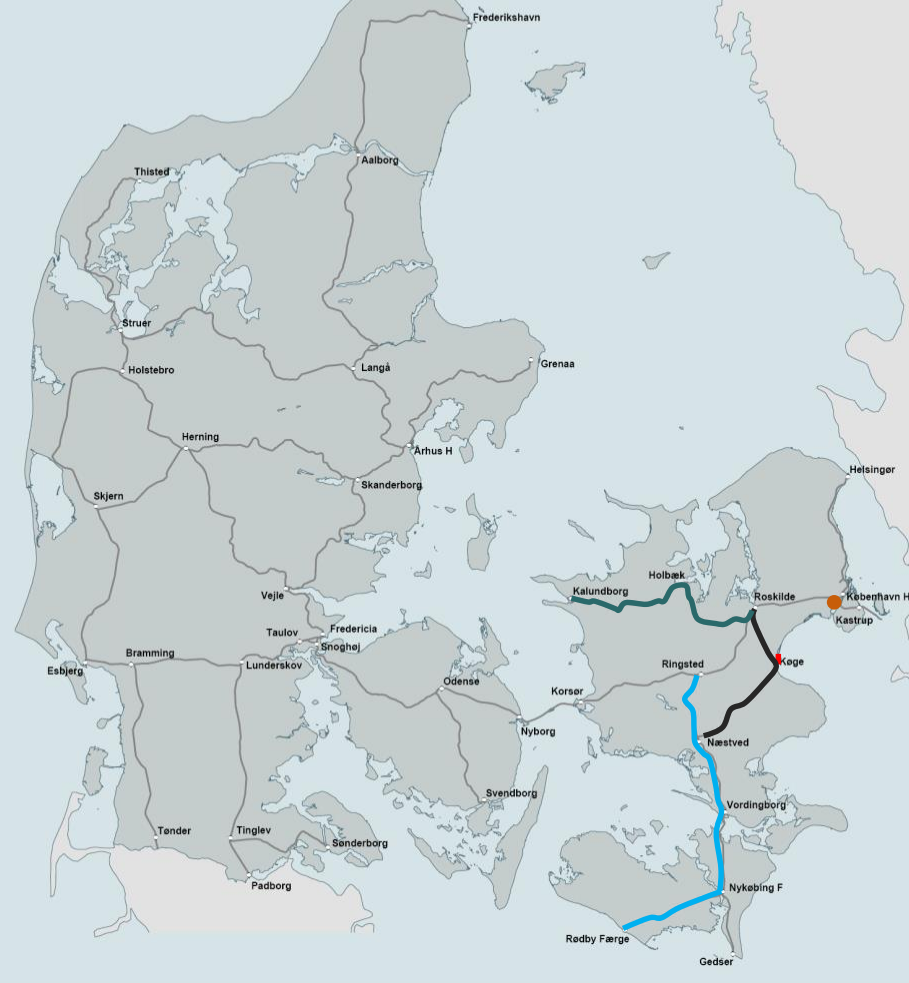 Frederikshavn
Aalborg
Thisted
Struer
Holstebro
Langå
Grenaa
Herning
Århus H
Helsingør
Skanderborg
Skjern
Holbæk
Kalundborg
Roskilde
København H
Vejle
Kastrup
Fredericia
Taulov
Snoghøj
Bramming
Lunderskov
Ringsted
Køge
Esbjerg
Odense
Korsør
Nyborg
Næstved
Svendborg
Vordingborg
Tønder
Tinglev
Sønderborg
Padborg
Nykøbing F
Rødby Færge
Gedser